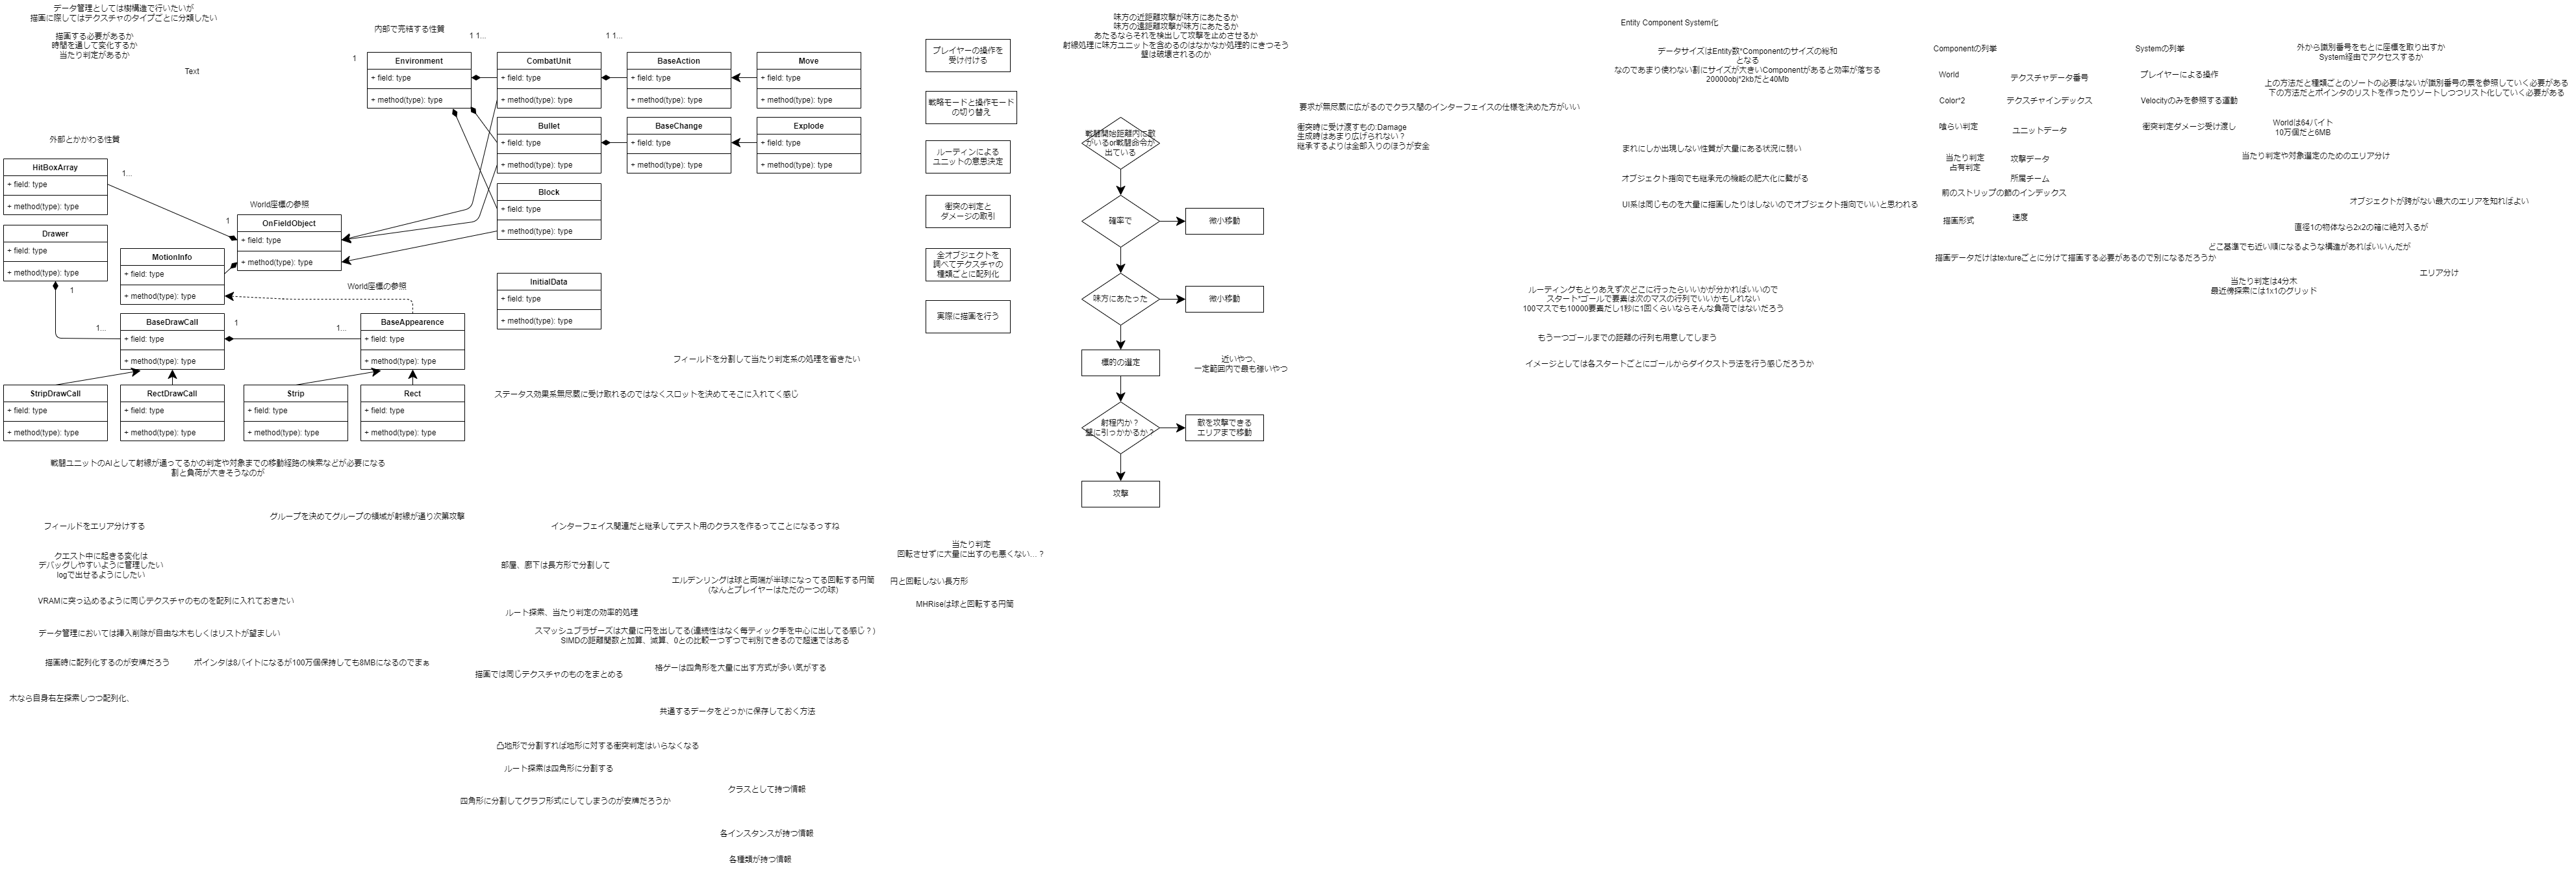 データ管理としては樹構造で行いたいが
描画に際してはテクスチャのタイプごとに分類したい
描画する必要があるか
時間を通して変化するか
当たり判定があるか
Text
外部とかかわる性質
内部で完結する性質
1
1 1...
1 1...
Environment
+ field: type
+ method(type): type
CombatUnit
+ field: type
+ method(type): type
BaseAction
+ field: type
+ method(type): type
Move
+ field: type
+ method(type): type
Bullet
+ field: type
+ method(type): type
BaseChange
+ field: type
+ method(type): type
Explode
+ field: type
+ method(type): type
Block
+ field: type
+ method(type): type
InitialData
+ field: type
+ method(type): type
HitBoxArray
+ field: type
+ method(type): type
1...
1
World座標の参照
OnFieldObject
+ field: type
+ method(type): type
Drawer
+ field: type
+ method(type): type
1
MotionInfo
+ field: type
+ method(type): type
World座標の参照
1...
BaseDrawCall
+ field: type
+ method(type): type
1
1...
BaseAppearence
+ field: type
+ method(type): type
StripDrawCall
+ field: type
+ method(type): type
RectDrawCall
+ field: type
+ method(type): type
Strip
+ field: type
+ method(type): type
Rect
+ field: type
+ method(type): type
フィールドを分割して当たり判定系の処理を省きたい
ステータス効果系無尽蔵に受け取れるのではなくスロットを決めてそこに入れてく感じ
戦闘ユニットのAIとして射線が通ってるかの判定や対象までの移動経路の検索などが必要になる
割と負荷が大きそうなのが
グループを決めてグループの領域が射線が通り次第攻撃
フィールドをエリア分けする
クエスト中に起きる変化は
デバッグしやすいように管理したい
logで出せるようにしたい
VRAMに突っ込めるように同じテクスチャのものを配列に入れておきたい
データ管理においては挿入削除が自由な木もしくはリストが望ましい
描画時に配列化するのが安牌だろう
ポインタは8バイトになるが100万個保持しても8MBになるのでまぁ
木なら自身右左探索しつつ配列化、
インターフェイス関連だと継承してテスト用のクラスを作るってことになるっすね
部屋、廊下は長方形で分割して
エルデンリングは球と両端が半球になってる回転する円筒
(なんとプレイヤーはただの一つの球)
ルート探索、当たり判定の効率的処理
スマッシュブラザーズは大量に円を出してる(連続性はなく毎ティック手を中心に出してる感じ？)
SIMDの距離関数と加算、減算、0との比較一つずつで判別できるので超速ではある
格ゲーは四角形を大量に出す方式が多い気がする
描画では同じテクスチャのものをまとめる
共通するデータをどっかに保存しておく方法
凸地形で分割すれば地形に対する衝突判定はいらなくなる
ルート探索は四角形に分割する
クラスとして持つ情報
四角形に分割してグラフ形式にしてしまうのが安牌だろうか
各インスタンスが持つ情報
各種類が持つ情報
当たり判定
回転させずに大量に出すのも悪くない…？
円と回転しない長方形
MHRiseは球と回転する円筒
プレイヤーの操作を
受け付ける
戦略モードと操作モード
の切り替え
ルーティンによる
ユニットの意思決定
衝突の判定と
ダメージの取引
全オブジェクトを
調べてテクスチャの
種類ごとに配列化
実際に描画を行う
味方の近距離攻撃が味方にあたるか
味方の遠距離攻撃が味方にあたるか
あたるならそれを検出して攻撃を止めさせるか
射線処理に味方ユニットを含めるのはなかなか処理的にきつそう
壁は破壊されるのか
戦闘開始距離内に敵
がいるor戦闘命令が
出ている
確率で
微小移動
味方にあたった
微小移動
標的の選定
近いやつ、
一定範囲内で最も強いやつ
射程内か？
壁に引っかかるか？
敵を攻撃できる
エリアまで移動
攻撃
要求が無尽蔵に広がるのでクラス間のインターフェイスの仕様を決めた方がいい
衝突時に受け渡すもの:Damage
生成時はあまり広げられない？
継承するよりは全部入りのほうが安全
Entity Component System化
データサイズはEntity数*Componentのサイズの総和
となる
なのであまり使わない割にサイズが大きいComponentがあると効率が落ちる
20000obj*2kbだと40Mb
まれにしか出現しない性質が大量にある状況に弱い
オブジェクト指向でも継承元の機能の肥大化に繋がる
UI系は同じものを大量に描画したりはしないのでオブジェクト指向でいいと思われる
ルーティングもとりあえず次どこに行ったらいいかが分かればいいので
スタート*ゴールで要素は次のマスの行列でいいかもしれない
100マスでも10000要素だし1秒に1回くらいならそんな負荷ではないだろう
もう一つゴールまでの距離の行列も用意してしまう
イメージとしては各スタートごとにゴールからダイクストラ法を行う感じだろうか
Componentの列挙
World
テクスチャデータ番号
Color*2
テクスチャインデックス
喰らい判定
ユニットデータ
当たり判定
占有判定
攻撃データ
所属チーム
前のストリップの節のインデックス
描画形式
速度
描画データだけはtextureごとに分けて描画する必要があるので別になるだろうか
Systemの列挙
プレイヤーによる操作
Velocityのみを参照する運動
衝突判定ダメージ受け渡し
当たり判定や対象選定のためのエリア分け
外から識別番号をもとに座標を取り出すか
System経由でアクセスするか
上の方法だと種類ごとのソートの必要はないが識別番号の票を参照していく必要がある
下の方法だとポインタのリストを作ったりソートしつつリスト化していく必要がある
Worldは64バイト
10万個だと6MB
オブジェクトが跨がない最大のエリアを知ればよい
直径1の物体なら2x2の箱に絶対入るが
どこ基準でも近い順になるような構造があればいいんだが
エリア分け
当たり判定は4分木
最近傍探索には1x1のグリッド